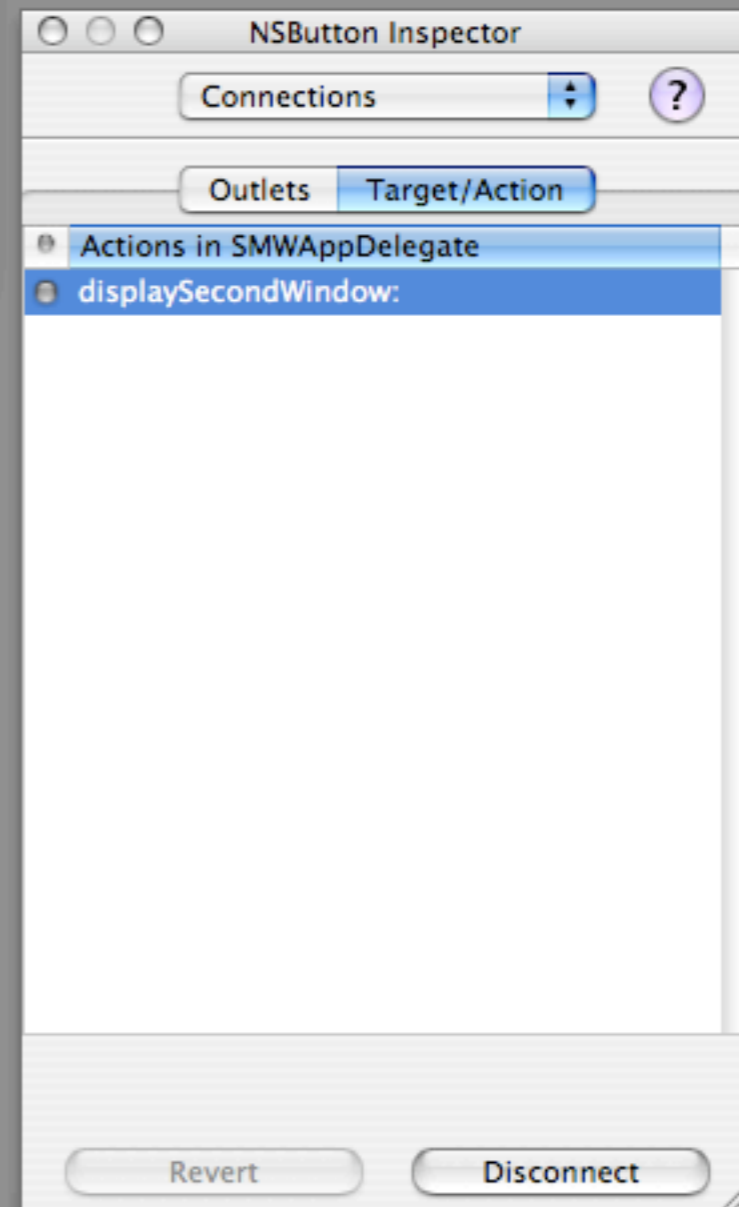 NSButton Inspector
Connections
?
Outlets Target/Action
Actions in SMWAppDelegate
displaySecondWindow:
Revert Disconnect